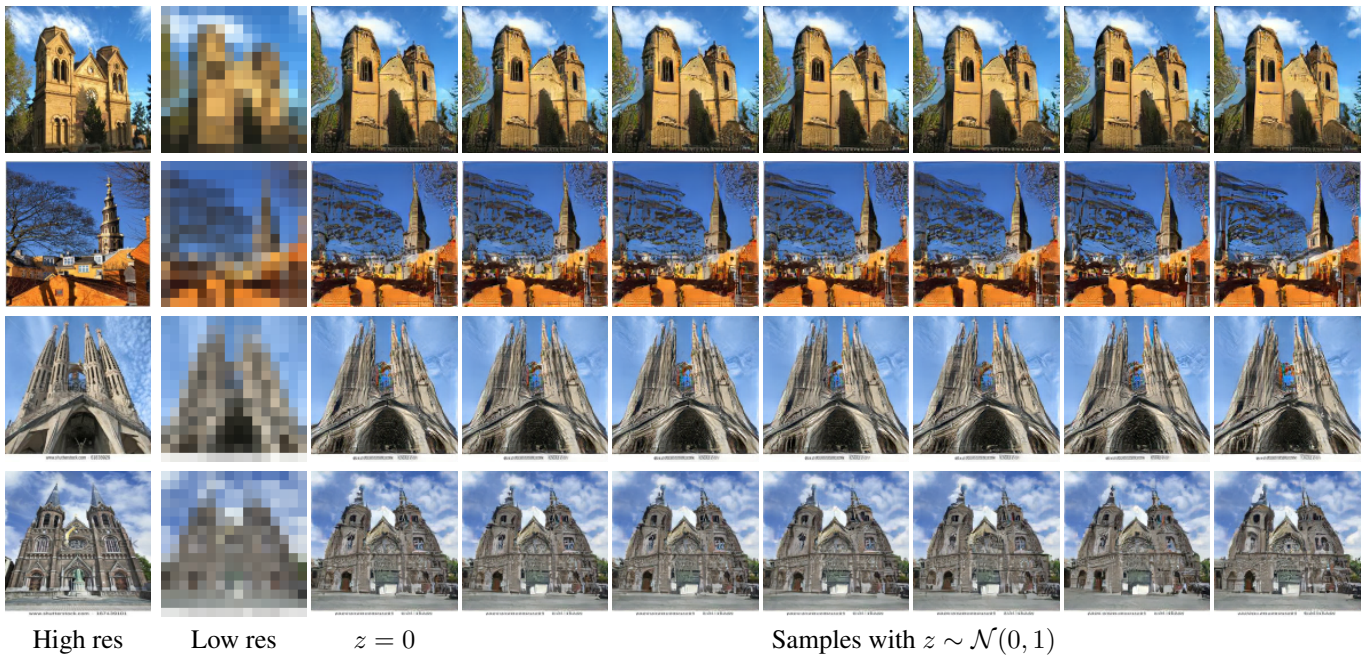 High res
Low res
z = 0
Samples with z ∼ 𝒩(0, 1)